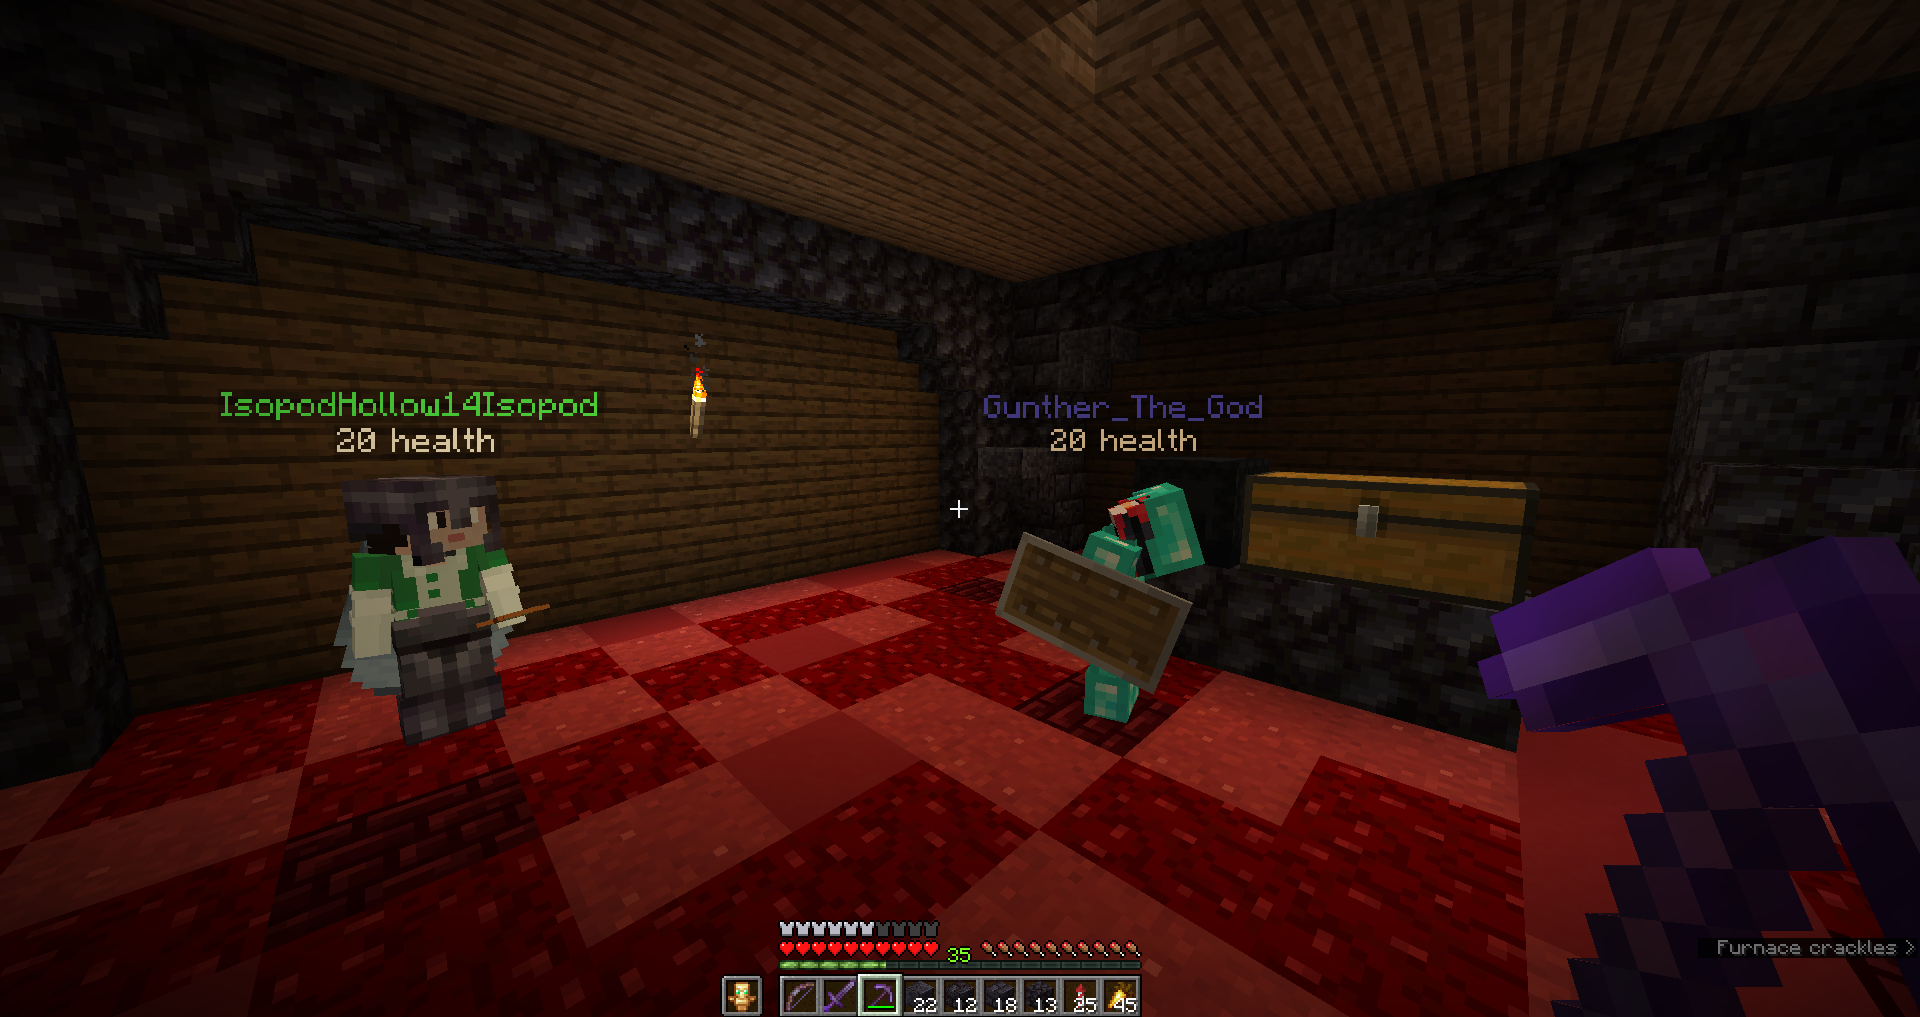 IsopodHollow14Isopod
20 health
Gunther_The_God
20 health
Furnace crackles >
35
22 12 18 13 25 45